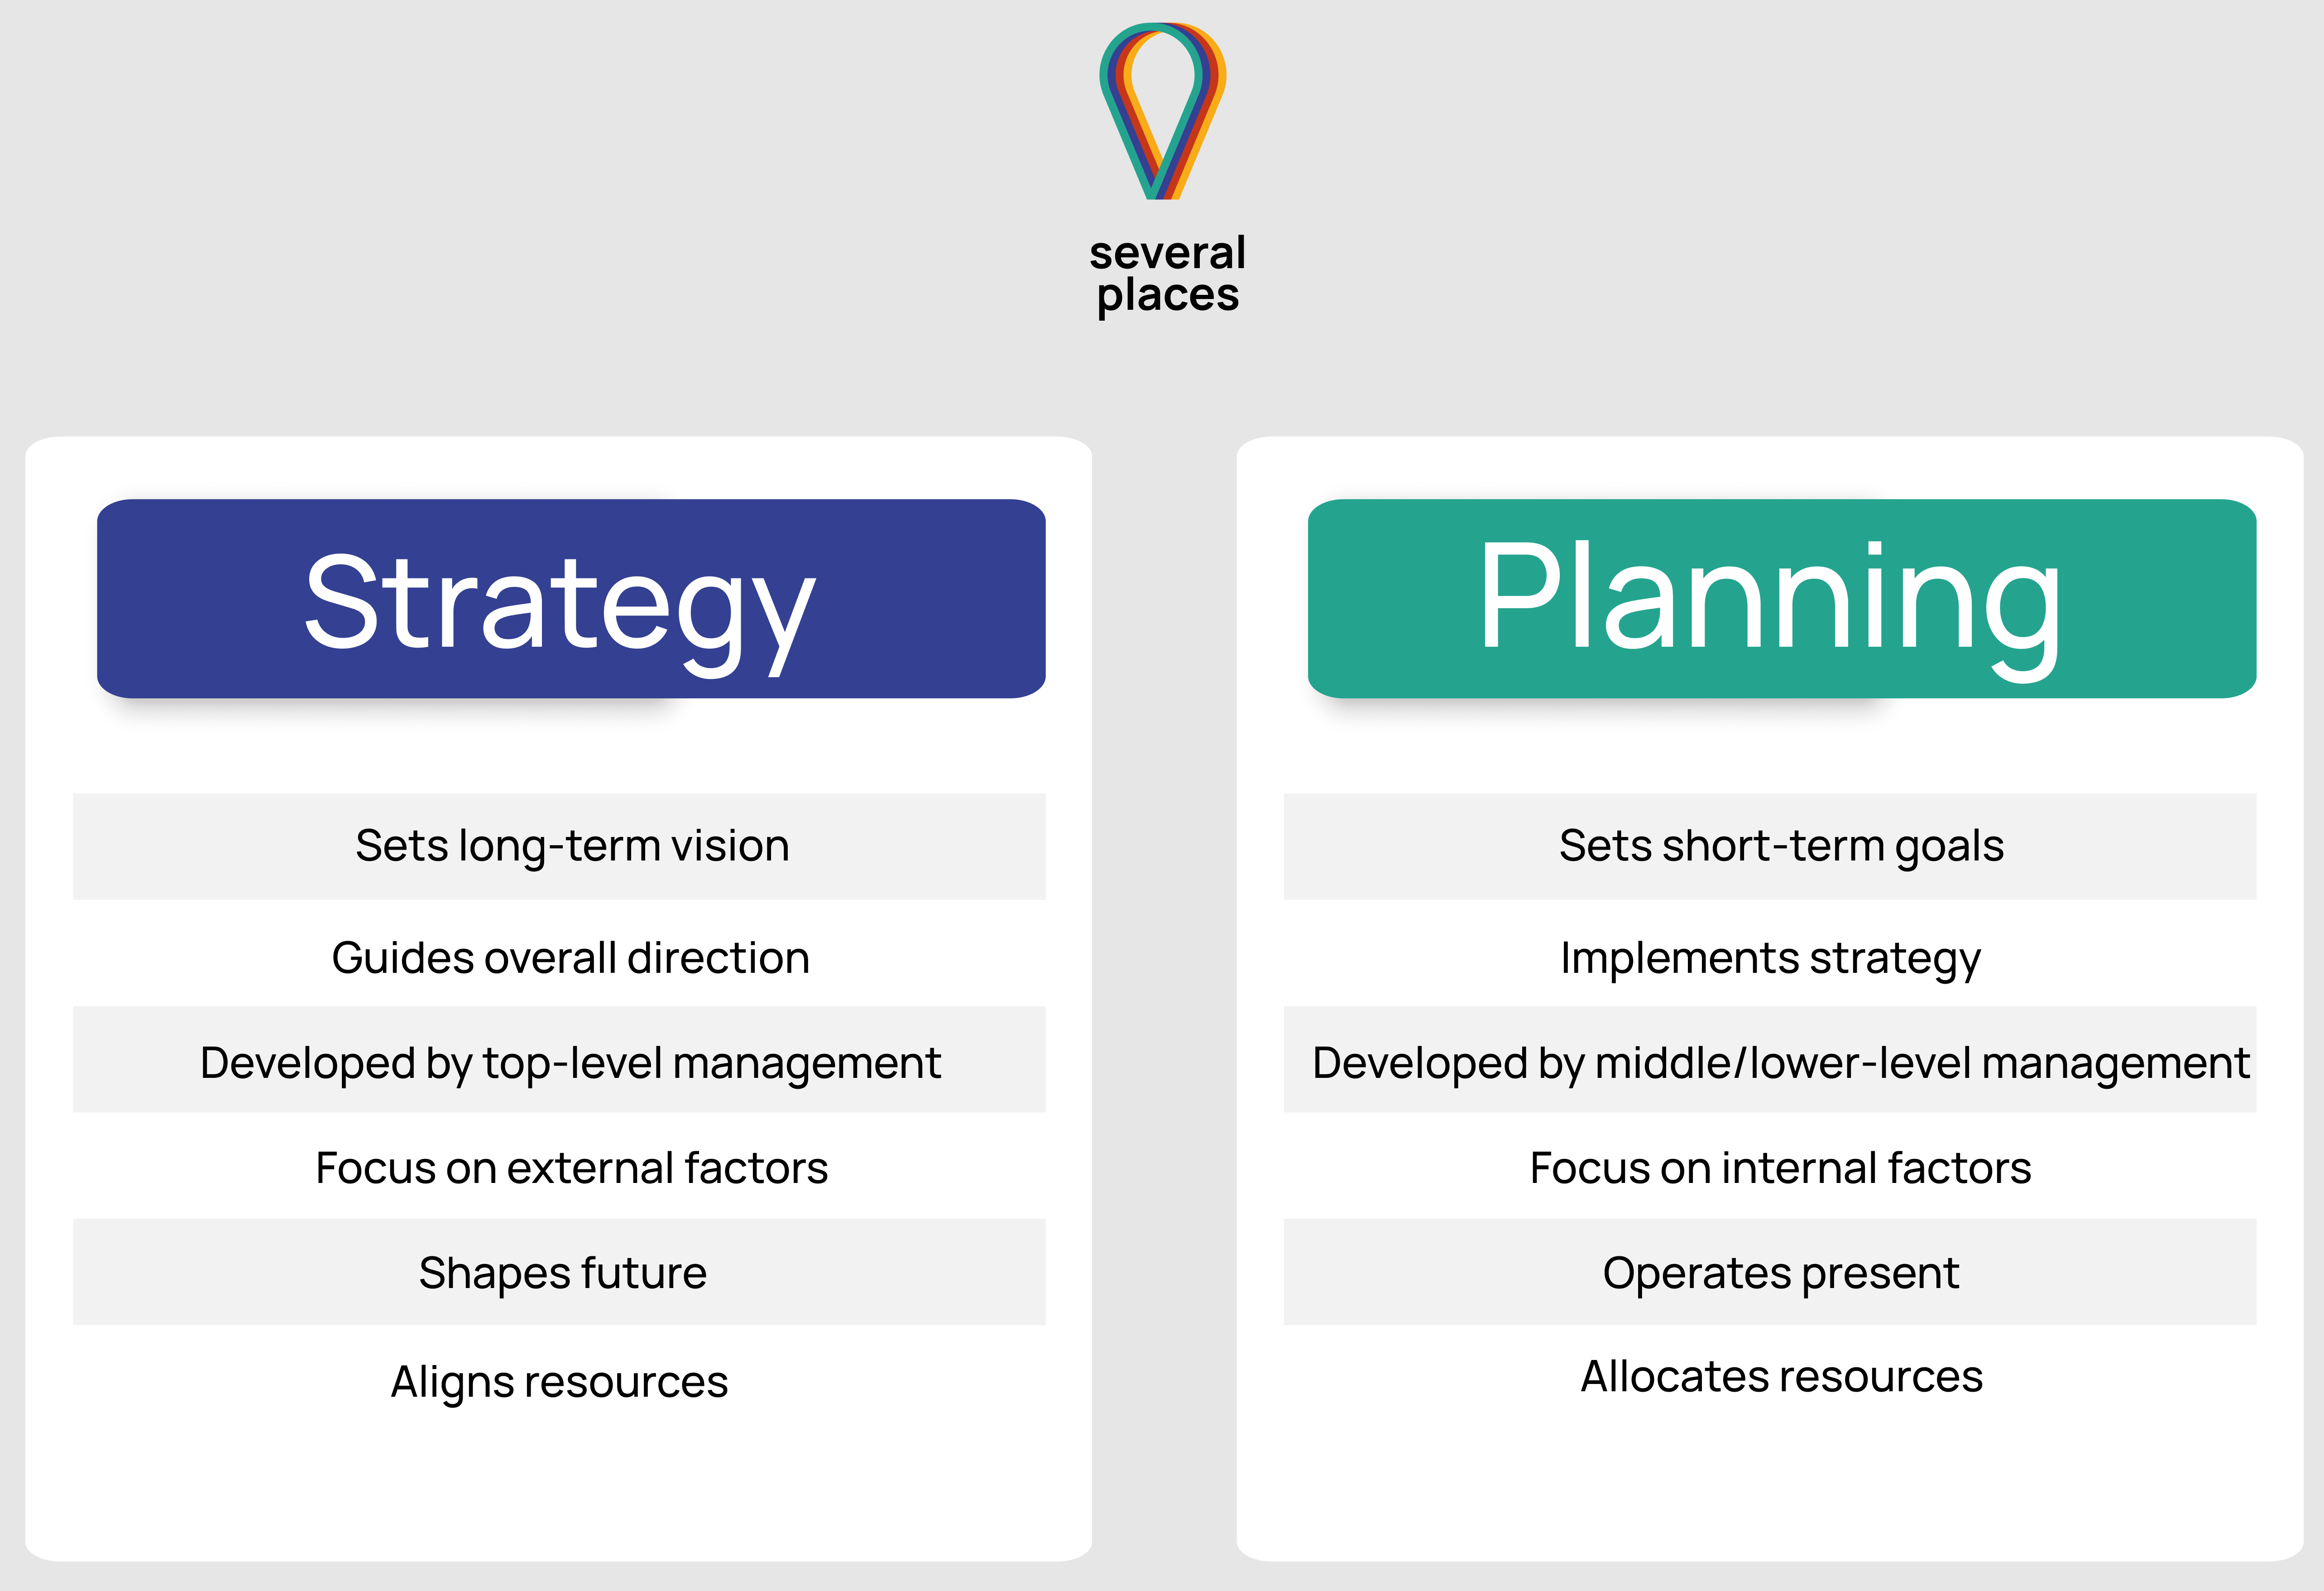 several
places
Strategy
Sets long-term vision
Guides overall direction
Developed by top-level management
Focus on external factors
Shapes future
Aligns resources
Planning
Sets short-term goals
Implements strategy
Developed by middle/lower-level management
Focus on internal factors
Operates present
Allocates resources